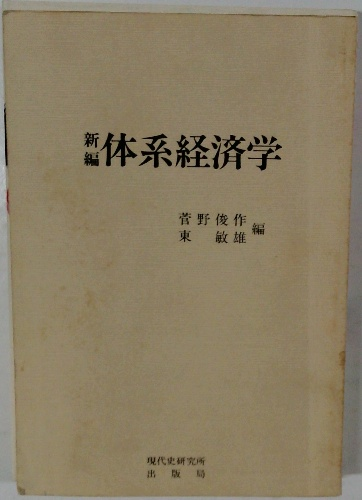 新編 体系経済学
菅野俊作
東 敏雄 編
現代史研究所
出版局